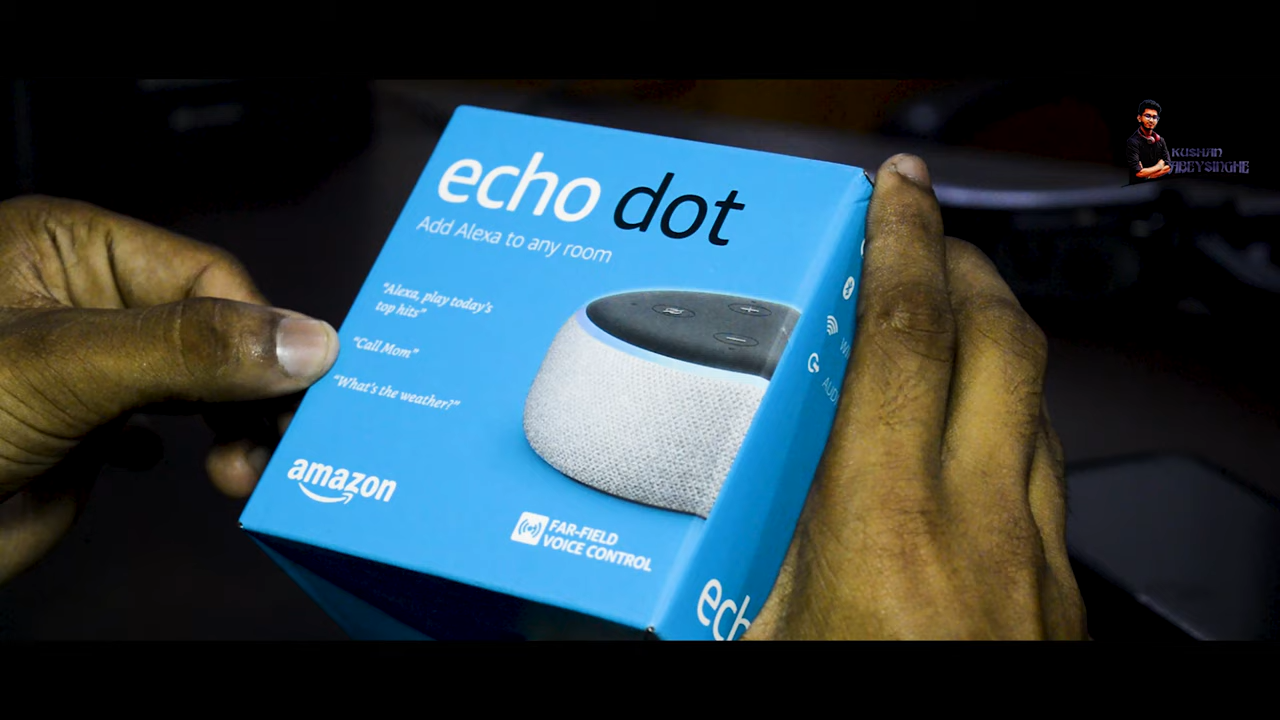 echo dot
Add Alexa to any room
"Alexa, play today's
top hits"
"Call Mom"
"What's the weather?"
amazon
FAR-FIELD
VOICE CONTROL
KUSHAN
ABEYSINGHE